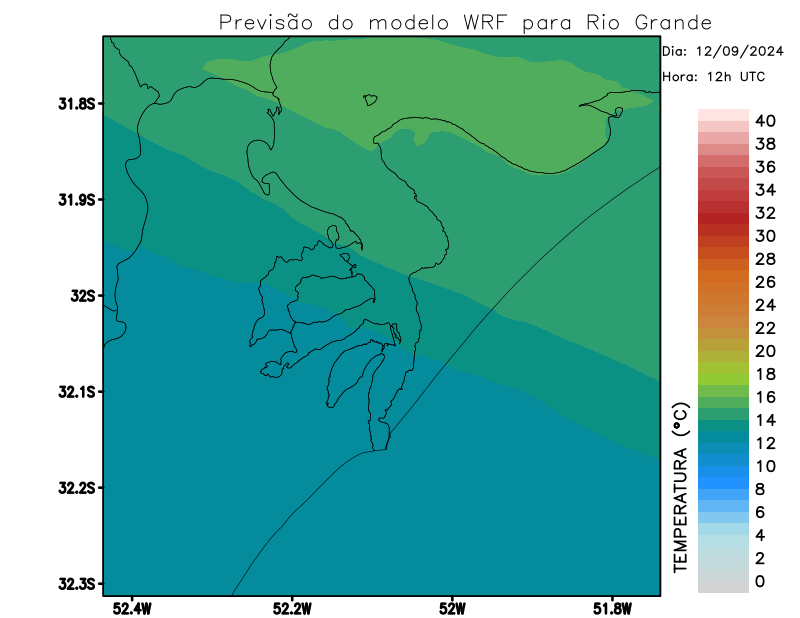 Previsão do modelo WRF para Rio Grande
Dia: 12/09/2024
Hora: 12h UTC
31.8S
31.9S
32S
32.1S
32.2S
32.3S
52.4W
52.2W
52W
51.8W
TEMPERATURA (°C)
40
38
36
34
32
30
28
26
24
22
20
18
16
14
12
10
8
6
4
2
0